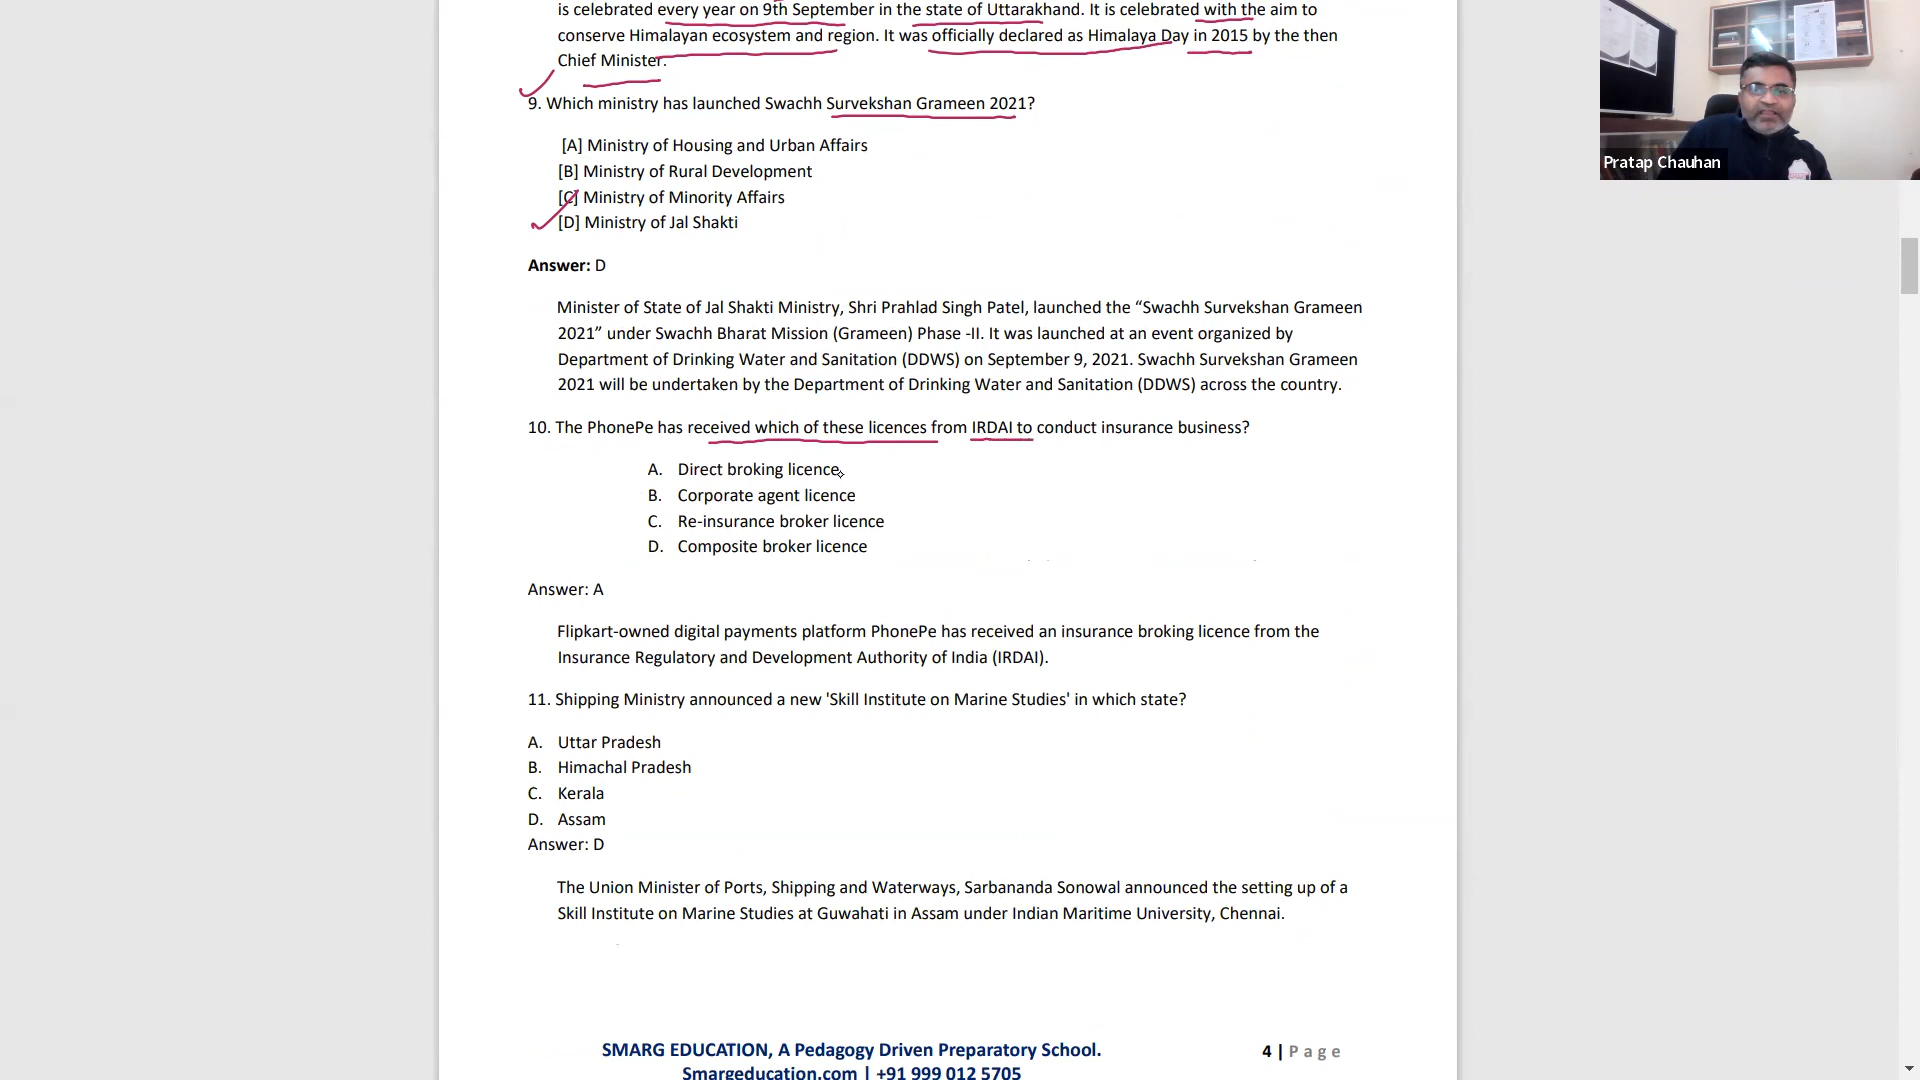 is celebrated every year on 9th September in the state of Uttarakhand. It is celebrated with the aim to
conserve Himalayan ecosystem and region. It was officially declared as Himalaya Day in 2015 by the then
Chief Minister.
9. Which ministry has launched Swachh Survekshan Grameen 2021?
[A] Ministry of Housing and Urban Affairs
[B] Ministry of Rural Development
[C] Ministry of Minority Affairs
[D] Ministry of Jal Shakti
Answer: D
Minister of State of Jal Shakti Ministry, Shri Prahlad Singh Patel, launched the “Swachh Survekshan Grameen
2021” under Swachh Bharat Mission (Grameen) Phase -II. It was launched at an event organized by
Department of Drinking Water and Sanitation (DDWS) on September 9, 2021. Swachh Survekshan Grameen
2021 will be undertaken by the Department of Drinking Water and Sanitation (DDWS) across the country.
10. The PhonePe has received which of these licences from IRDAI to conduct insurance business?
A. Direct broking licence
B. Corporate agent licence
C. Re-insurance broker licence
D. Composite broker licence
Answer: A
Flipkart-owned digital payments platform PhonePe has received an insurance broking licence from the
Insurance Regulatory and Development Authority of India (IRDAI).
11. Shipping Ministry announced a new 'Skill Institute on Marine Studies' in which state?
A. Uttar Pradesh
B. Himachal Pradesh
C. Kerala
D. Assam
Answer: D
The Union Minister of Ports, Shipping and Waterways, Sarbananda Sonowal announced the setting up of a
Skill Institute on Marine Studies at Guwahati in Assam under Indian Maritime University, Chennai.
SMARG EDUCATION, A Pedagogy Driven Preparatory School.
4 | Page
Smargeducation.com | +91 999 012 5705
Pratap Chauhan